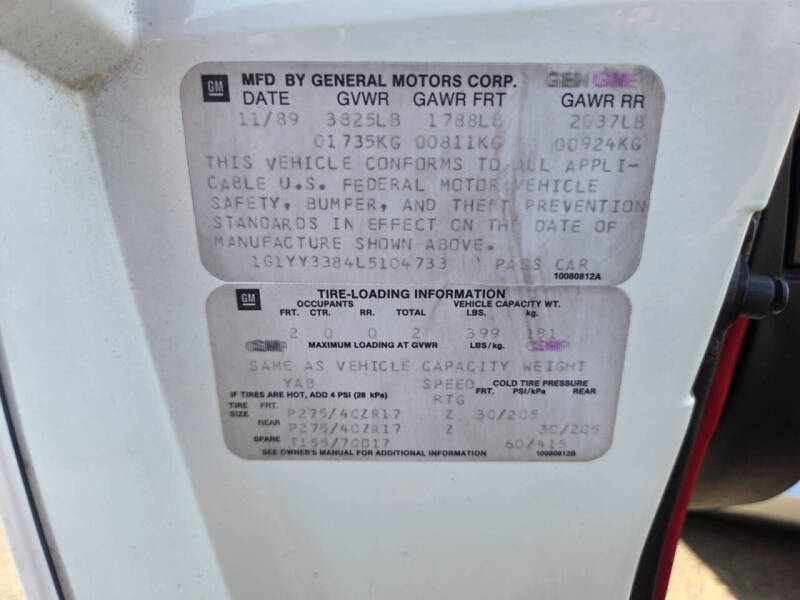 GM MFD BY GENERAL MOTORS CORP. GEN GME
DATE GVWR GAWR FRT GAWR RR
11/89 3825LB 1788LB 2037LB
01735KG 00811KG 00924KG
THIS VEHICLE CONFORMS TO ALL APPLI-
CABLE U.S. FEDERAL MOTOR VEHICLE
SAFETY, BUMPER, AND THEFT PREVENTION
STANDARDS IN EFFECT ON THE DATE OF
MANUFACTURE SHOWN ABOVE.
1G1YY3384L5104733 PASS CAR
10080812A
GM TIRE-LOADING INFORMATION
OCCUPANTS VEHICLE CAPACITY WT.
FRT. CTR. RR. TOTAL LBS. kg.
2 0 0 2 399 181
MAXIMUM LOADING AT GVWR LBS/kg.
SAME AS VEHICLE CAPACITY WEIGHT
YAB SPEED COLD TIRE PRESSURE
IF TIRES ARE HOT, ADD 4 PSI (28 kPa) RTG FRT. PSI/kPa REAR
TIRE SIZE FRT. P275/40ZR17 Z 30/205
REAR P275/40ZR17 Z 30/205
SPARE T155/70D17 60/415
SEE OWNER'S MANUAL FOR ADDITIONAL INFORMATION 10080812B